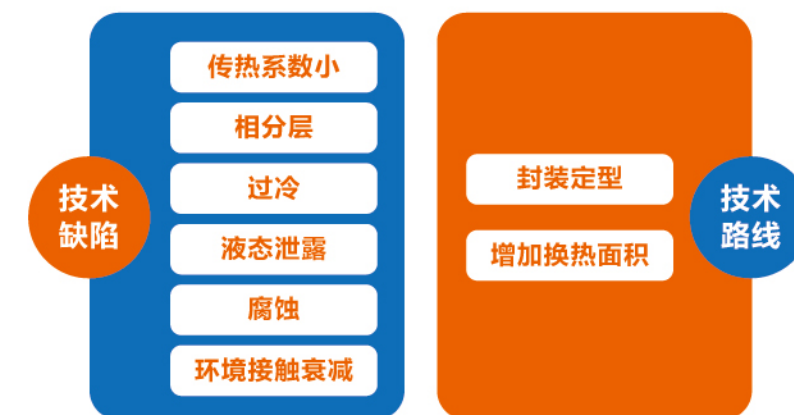 技术
缺陷
传热系数小
相分层
过冷
液态泄露
腐蚀
环境接触衰减
封装定型
增加换热面积
技术
路线